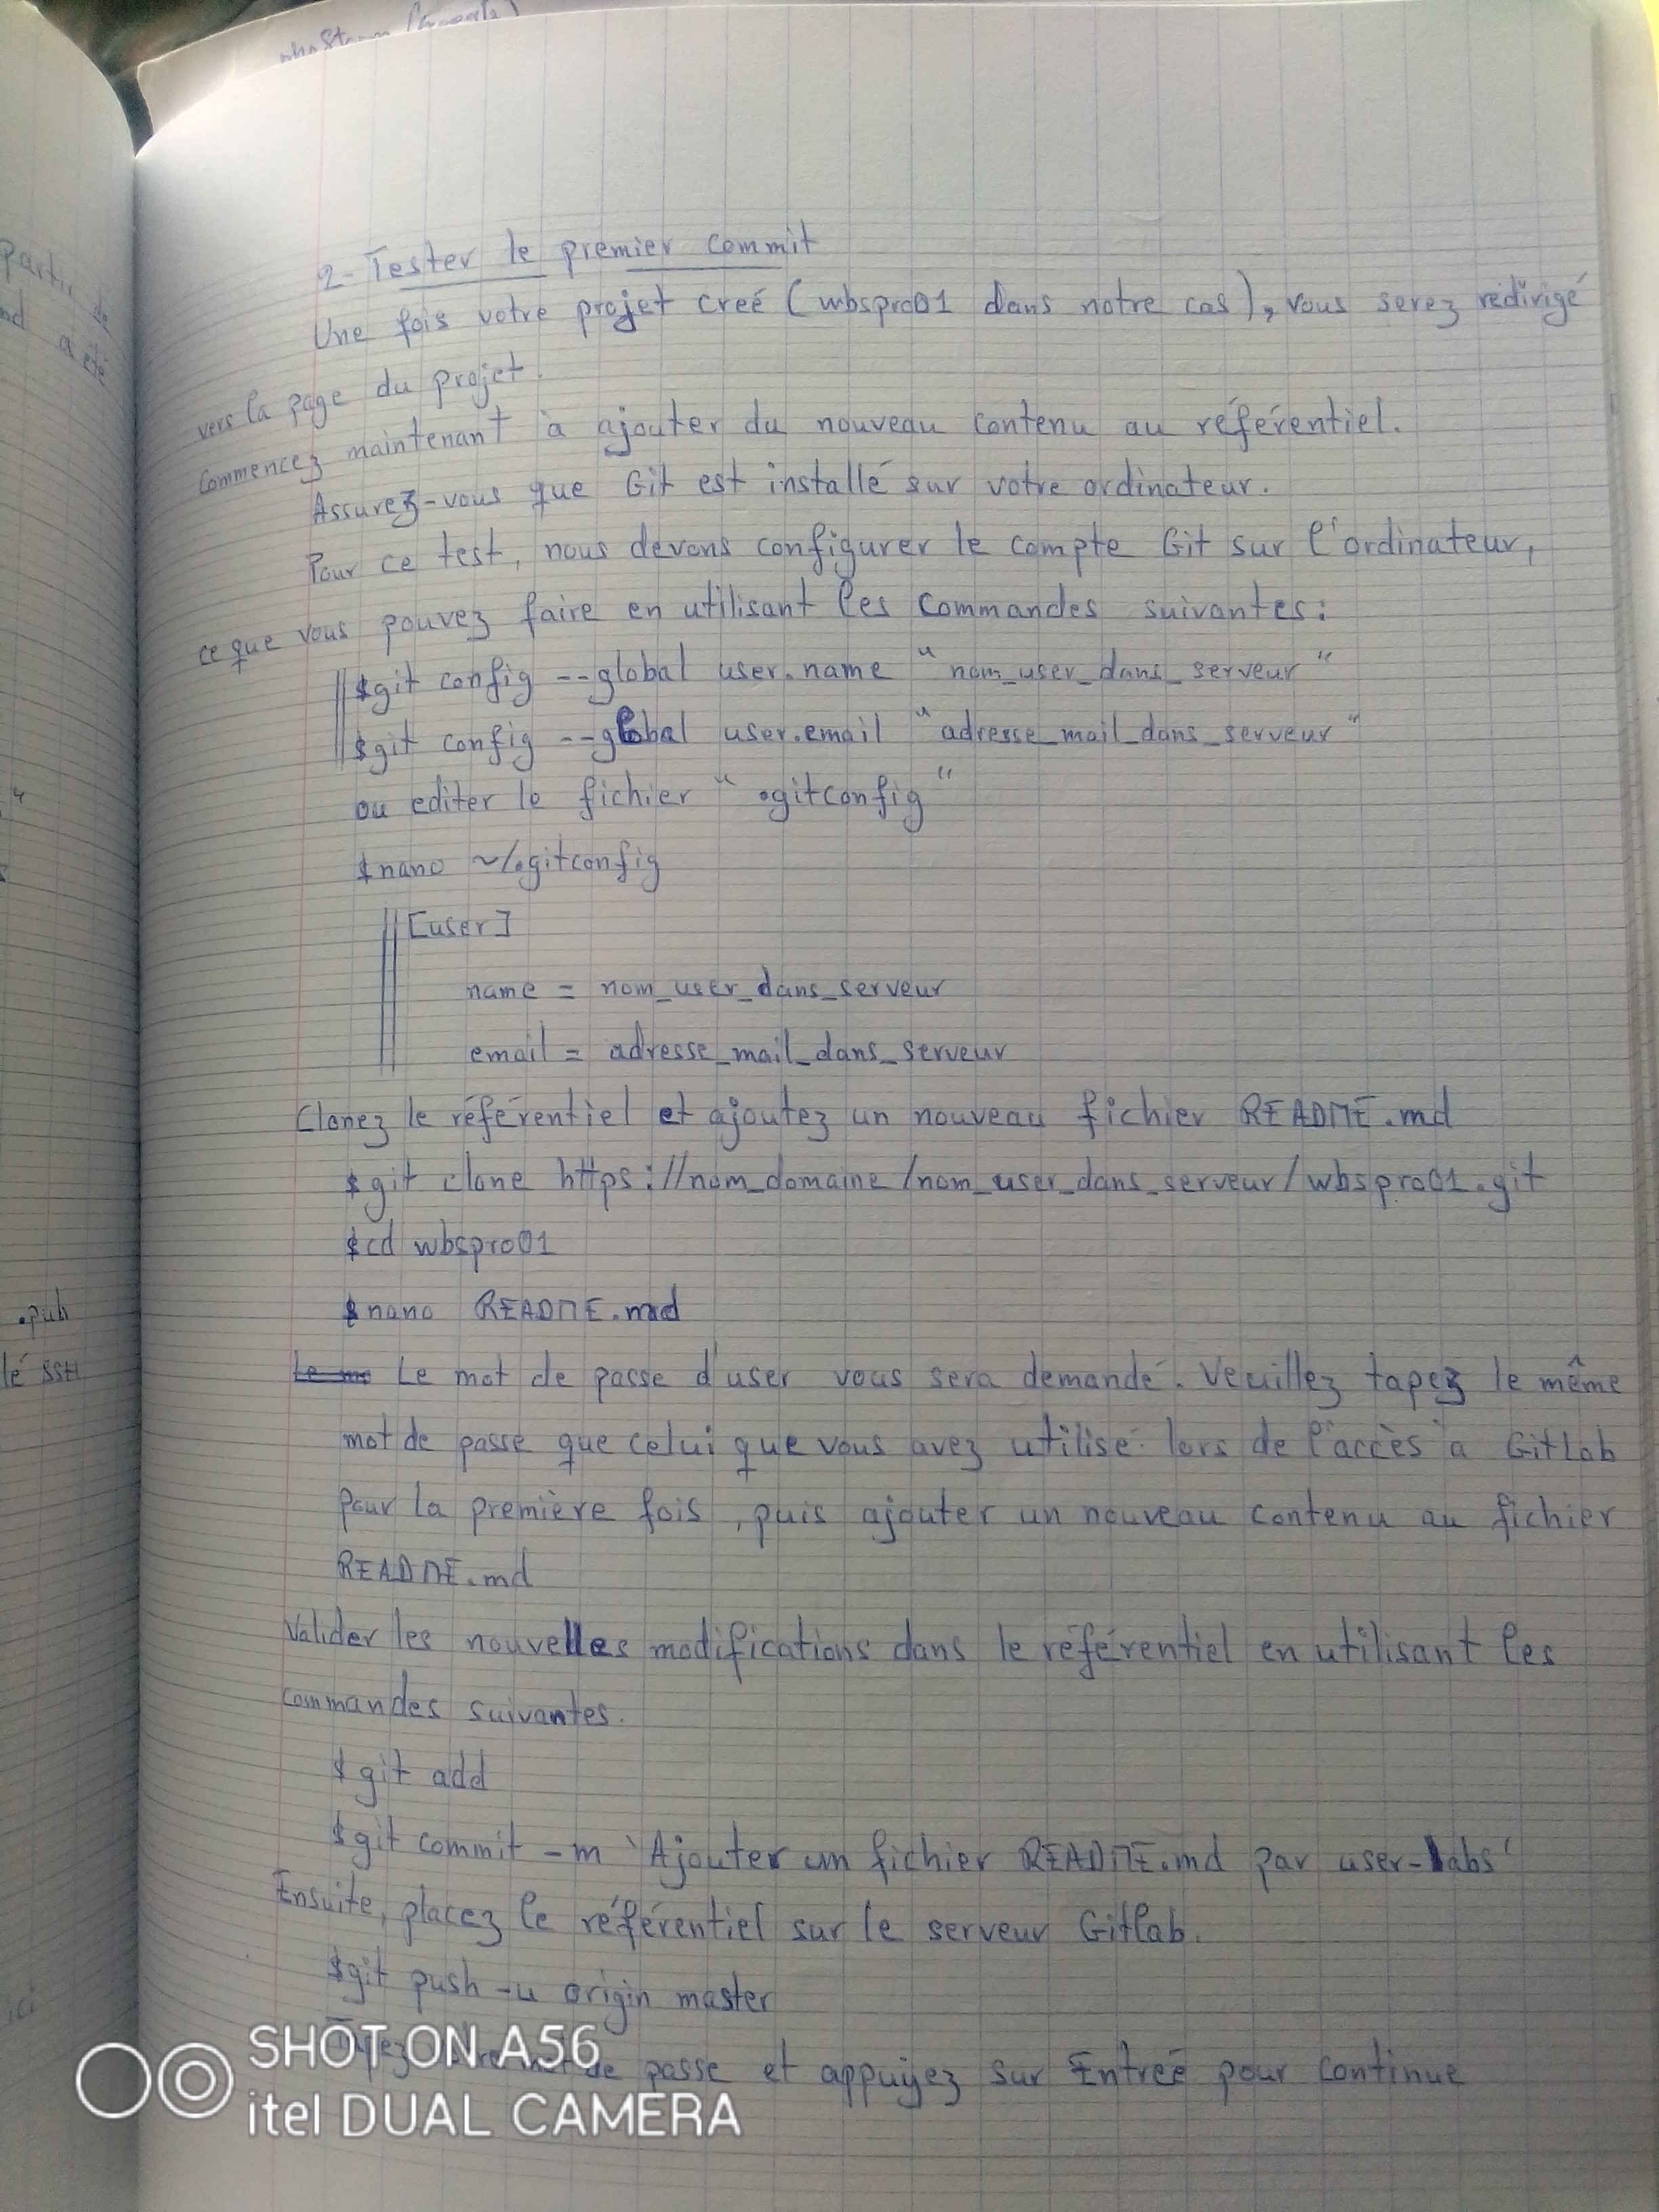 2- Tester le premier commit
Une fois votre projet creé (wbspro01 dans notre cas), vous serez redirigé
vers la page du projet.
Commencez maintenant à ajouter du nouveau contenu au référentiel.
Assurez-vous que Git est installé sur votre ordinateur.
Pour ce test, nous devons configurer le compte Git sur l'ordinateur,
ce que vous pouvez faire en utilisant les commandes suivantes:
$git config --global user.name "nom_user_dans_serveur"
$git config --global user.email "adresse_mail_dans_serveur"
ou editer le fichier ".gitconfig"
$nano ~/.gitconfig
[user]
name = nom_user_dans_serveur
email = adresse_mail_dans_serveur
Clonez le référentiel et ajoutez un nouveau fichier README.md
$ git clone https://nom_domaine/nom_user_dans_serveur/wbspro01.git
$cd wbspro01
$nano README.md
Le mot de passe d'user vous sera demandé. Veuillez tapez le même
mot de passe que celui que vous avez utilisé lors de l'accès à GitLab
pour la première fois, puis ajouter un nouveau contenu au fichier
README.md
Valider les nouvelles modifications dans le référentiel en utilisant les
commandes suivantes.
$ git add
$git commit -m 'Ajouter un fichier README.md par user-labs'
Ensuite, placez le référentiel sur le serveur Gitlab.
$git push -u origin master
Tapez mot de passe et appuyez sur Entreé pour continue
SHOT ON A56
itel DUAL CAMERA
partir de
a été
.pub
lé SSH
ici